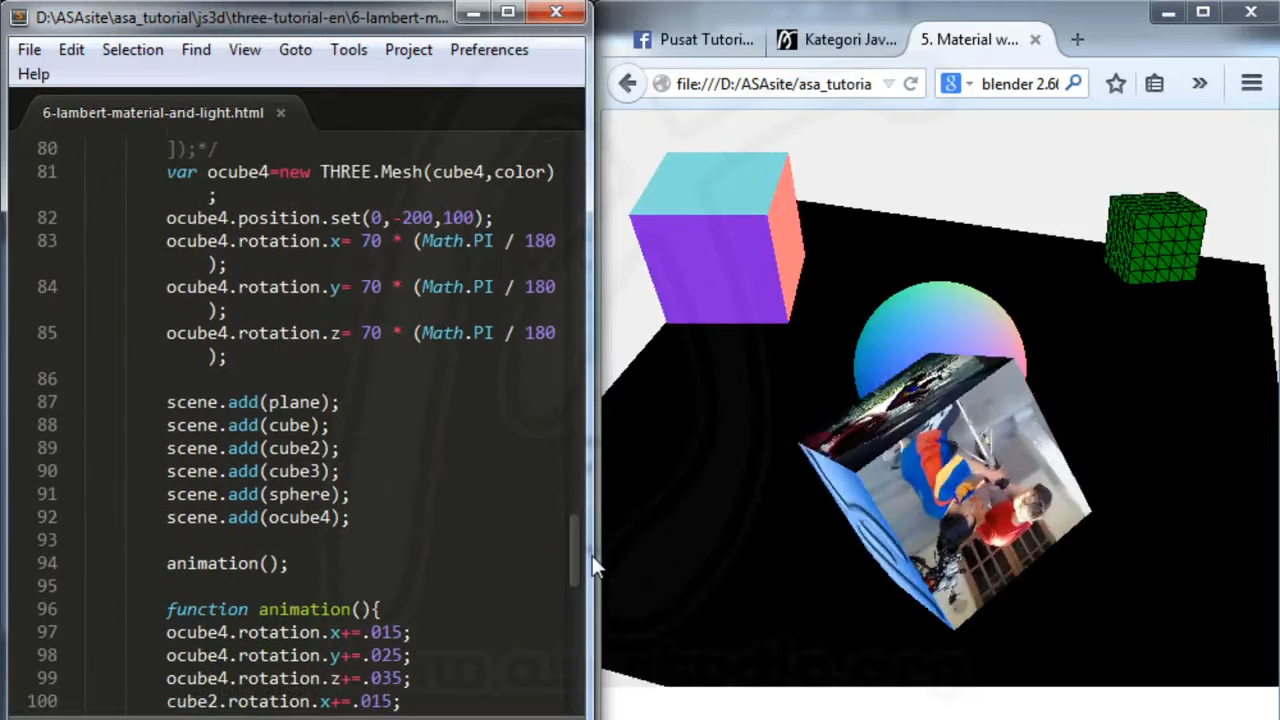 D:\ASAsite\asa_tutorial\js3d\three-tutorial-en\6-lambert-m...
File Edit Selection Find View Goto Tools Project Preferences
Help
6-lambert-material-and-light.html ×
80 ]);*/
81 var ocube4=new THREE.Mesh(cube4,color)
;
82 ocube4.position.set(0,-200,100);
83 ocube4.rotation.x= 70 * (Math.PI / 180
);
84 ocube4.rotation.y= 70 * (Math.PI / 180
);
85 ocube4.rotation.z= 70 * (Math.PI / 180
);
86
87 scene.add(plane);
88 scene.add(cube);
89 scene.add(cube2);
90 scene.add(cube3);
91 scene.add(sphere);
92 scene.add(ocube4);
93
94 animation();
95
96 function animation(){
97 ocube4.rotation.x+=.015;
98 ocube4.rotation.y+=.025;
99 ocube4.rotation.z+=.035;
100 cube2.rotation.x+=.015;
Pusat Tutori... Kategori Jav... 5. Material w... ×
file:///D:/ASAsite/asa_tutoria blender 2.66